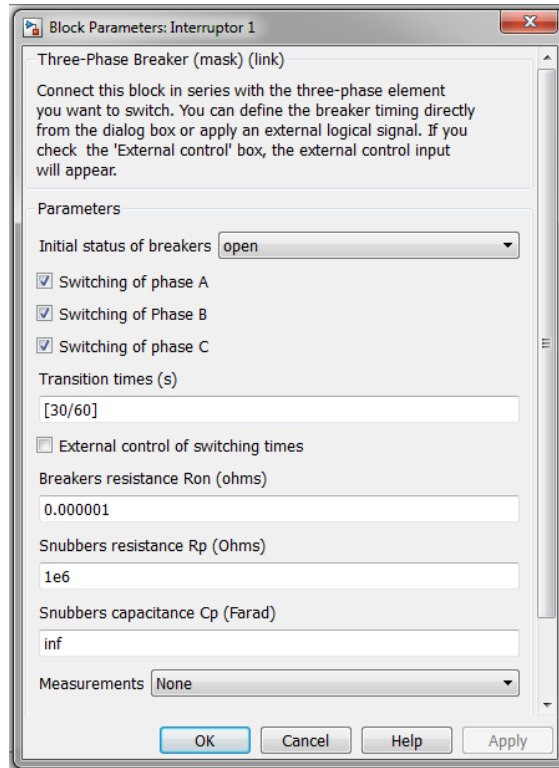 Block Parameters: Interruptor 1
Three-Phase Breaker (mask) (link)
Connect this block in series with the three-phase element
you want to switch. You can define the breaker timing directly
from the dialog box or apply an external logical signal. If you
check  the 'External control' box, the external control input
will appear.
Parameters
Initial status of breakers open
Switching of phase A
Switching of Phase B
Switching of phase C
Transition times (s)
[30/60]
External control of switching times
Breakers resistance Ron (ohms)
0.000001
Snubbers resistance Rp (Ohms)
1e6
Snubbers capacitance Cp (Farad)
inf
Measurements None
OK Cancel Help Apply